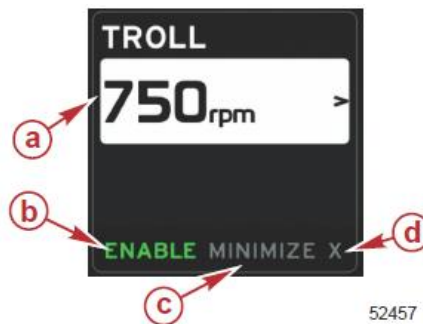 TROLL
750rpm >
a
b
ENABLE MINIMIZE X
d
c
52457